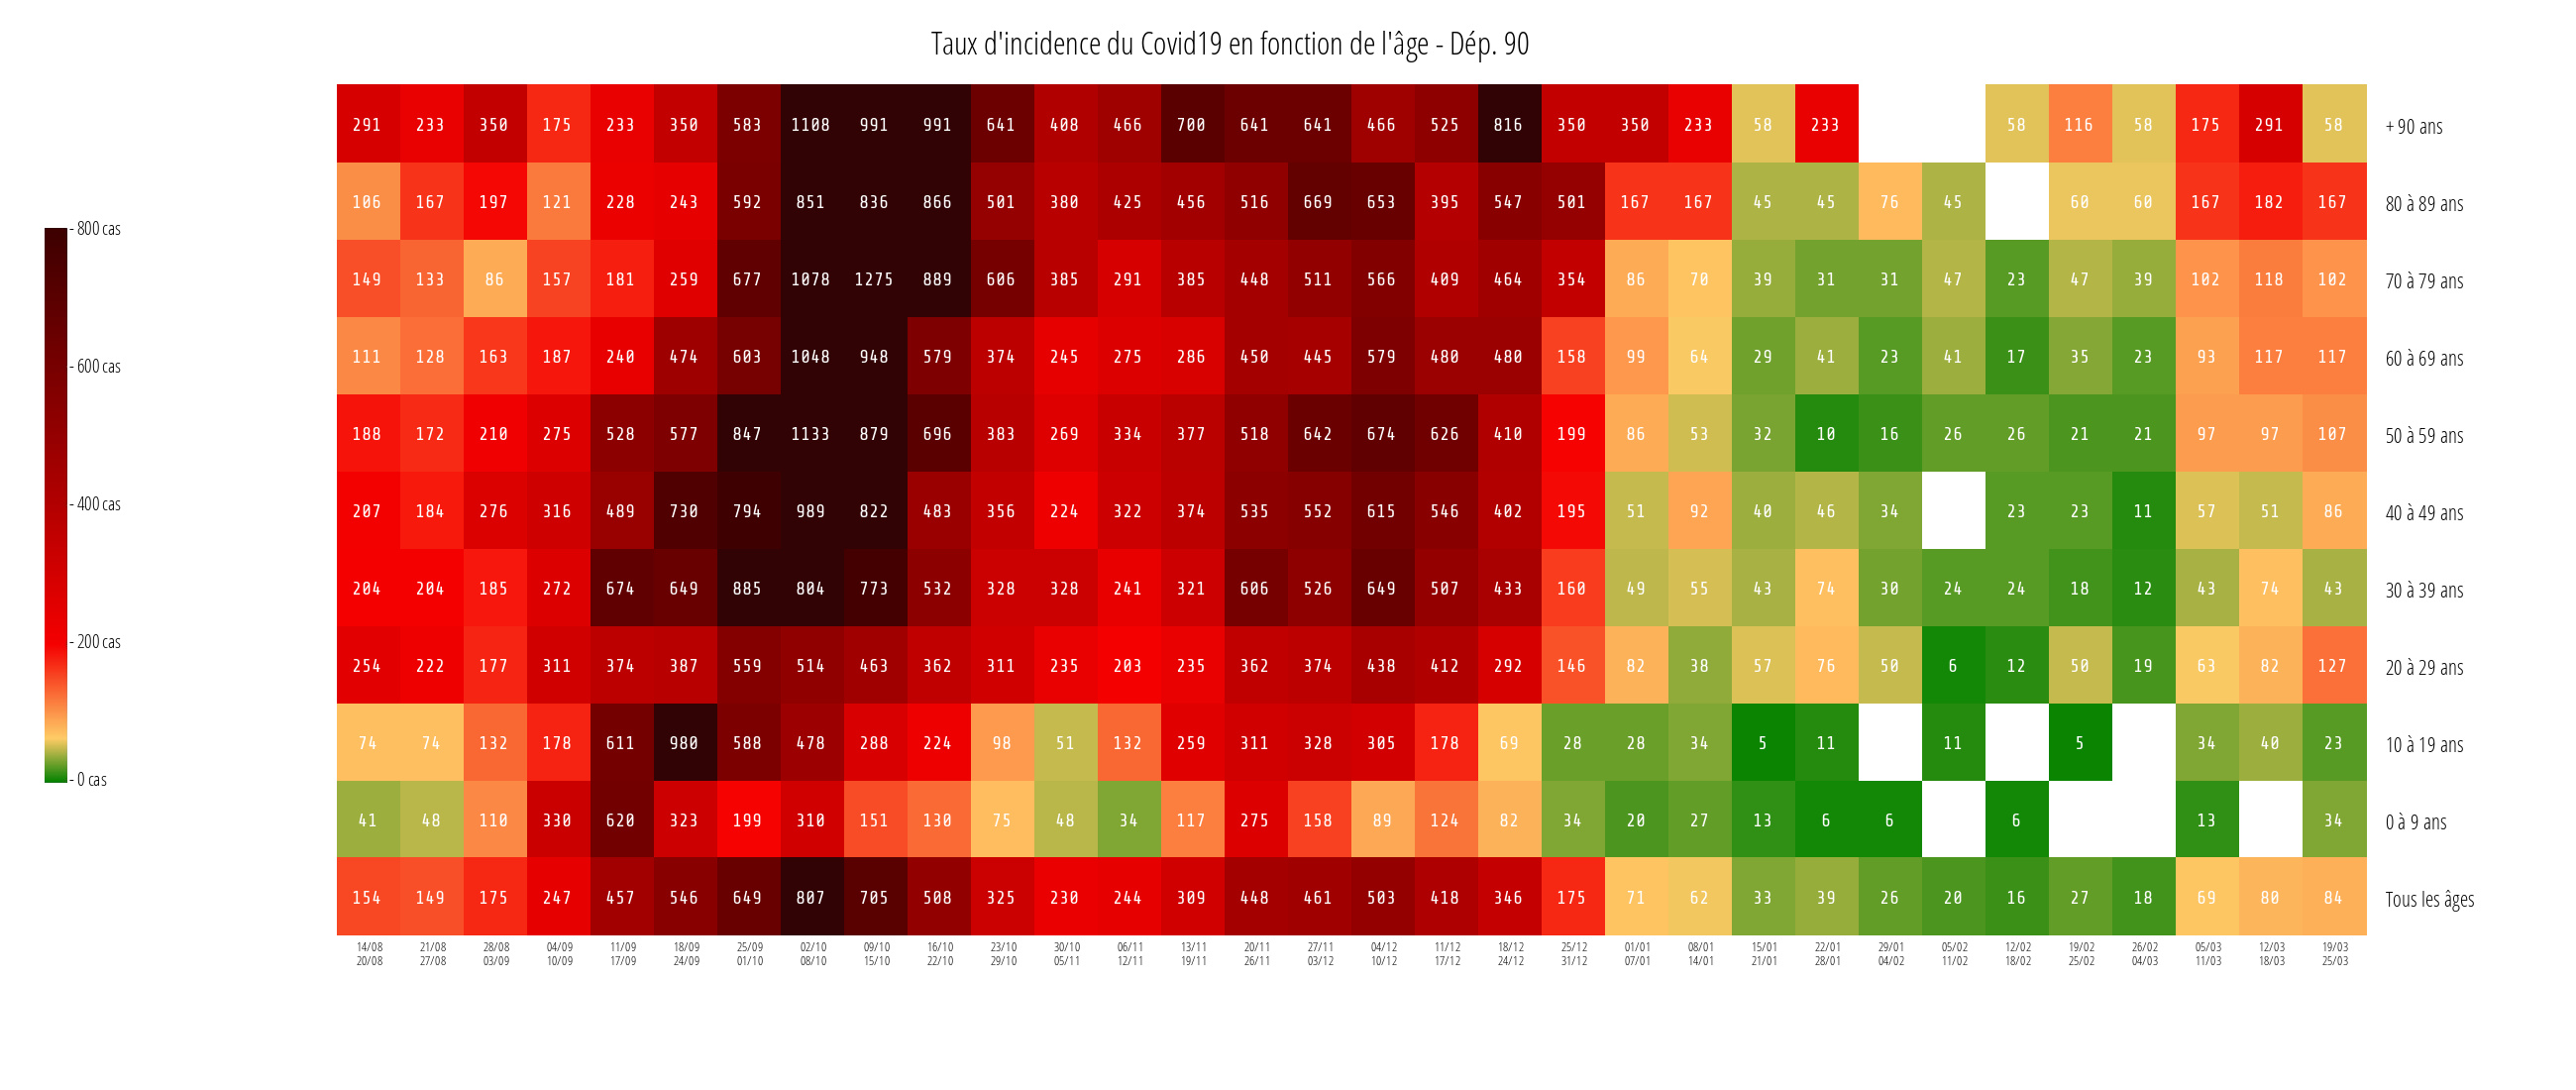 Taux d'incidence du Covid19 en fonction de l'âge - Dép. 90
- 800 cas
- 600 cas
- 400 cas
- 200 cas
- 0 cas
291 233 350 175 233 350 583 1108 991 991 641 408 466 700 641 641 466 525 816 350 350 233 58 233 58 116 58 175 291 58 + 90 ans
106 167 197 121 228 243 592 851 836 866 501 380 425 456 516 669 653 395 547 501 167 167 45 45 76 45 60 60 167 182 167 80 à 89 ans
149 133 86 157 181 259 677 1078 1275 889 606 385 291 385 448 511 566 409 464 354 86 70 39 31 31 47 23 47 39 102 118 102 70 à 79 ans
111 128 163 187 240 474 603 1048 948 579 374 245 275 286 450 445 579 480 480 158 99 64 29 41 23 41 17 35 23 93 117 117 60 à 69 ans
188 172 210 275 528 577 847 1133 879 696 383 269 334 377 518 642 674 626 410 199 86 53 32 10 16 26 26 21 21 97 97 107 50 à 59 ans
207 184 276 316 489 730 794 989 822 483 356 224 322 374 535 552 615 546 402 195 51 92 40 46 34 23 23 11 57 51 86 40 à 49 ans
204 204 185 272 674 649 885 804 773 532 328 328 241 321 606 526 649 507 433 160 49 55 43 74 30 24 24 18 12 43 74 43 30 à 39 ans
254 222 177 311 374 387 559 514 463 362 311 235 203 235 362 374 438 412 292 146 82 38 57 76 50 6 12 50 19 63 82 127 20 à 29 ans
74 74 132 178 611 980 588 478 288 224 98 51 132 259 311 328 305 178 69 28 28 34 5 11 11 5 34 40 23 10 à 19 ans
41 48 110 330 620 323 199 310 151 130 75 48 34 117 275 158 89 124 82 34 20 27 13 6 6 6 13 34 0 à 9 ans
154 149 175 247 457 546 649 807 705 508 325 230 244 309 448 461 503 418 346 175 71 62 33 39 26 20 16 27 18 69 80 84 Tous les âges
14/08 21/08 28/08 04/09 11/09 18/09 25/09 02/10 09/10 16/10 23/10 30/10 06/11 13/11 20/11 27/11 04/12 11/12 18/12 25/12 01/01 08/01 15/01 22/01 29/01 05/02 12/02 19/02 26/02 05/03 12/03 19/03
20/08 27/08 03/09 10/09 17/09 24/09 01/10 08/10 15/10 22/10 29/10 05/11 12/11 19/11 26/11 03/12 10/12 17/12 24/12 31/12 07/01 14/01 21/01 28/01 04/02 11/02 18/02 25/02 04/03 11/03 18/03 25/03